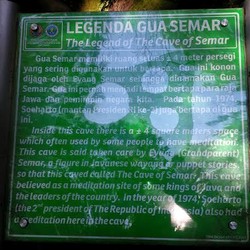 LEGENDA GUA SEMAR
The Legend of The Cave of Semar
Gua Semar memiliki ruang seluas ± 4 meter persegi
yang sering digunakan untuk bertapa. Gua ini konon
dijaga oleh Eyang Semar sehingga dinamakan Gua
Semar. Gua ini pernah menjadi tempat bertapa para raja
Jawa dan pemimpin negara kita. Pada tahun 1974
Soeharto (mantan Presiden RI ke-2) juga bertapa di gua
ini.
Inside this cave there is a ± 4 square meters space
which often used by some people to have meditation.
This cave is said taken care by Eyang (Grandparent)
Semar, a figure in Javanese wayang or puppet stories,
so that this caved called The Cave of Semar. This cave
believed as a meditation site of some kings of Java and
the leaders of the country. In the year of 1974, Soeharto
(the 2nd president of The Republic of Indonesia) also had
a meditation here in the cave.